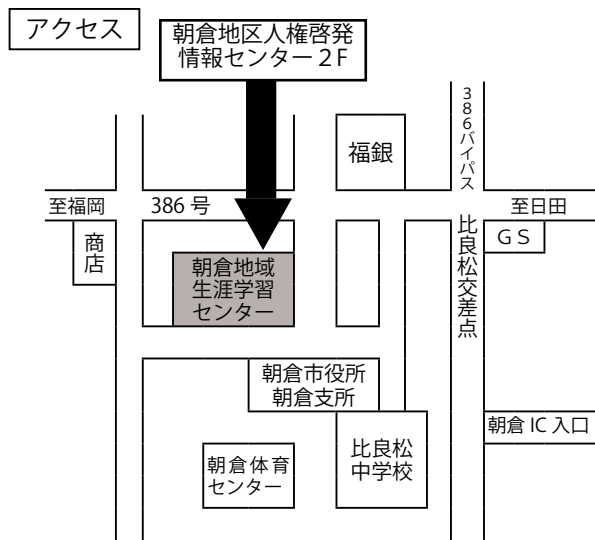 アクセス
朝倉地区人権啓発
情報センター２F
386バイパス
福銀
至福岡
386 号
至日田
商店
比良松交差点
G S
朝倉地域
生涯学習
センター
朝倉市役所
朝倉支所
朝倉 IC 入口
比良松
中学校
朝倉体育
センター